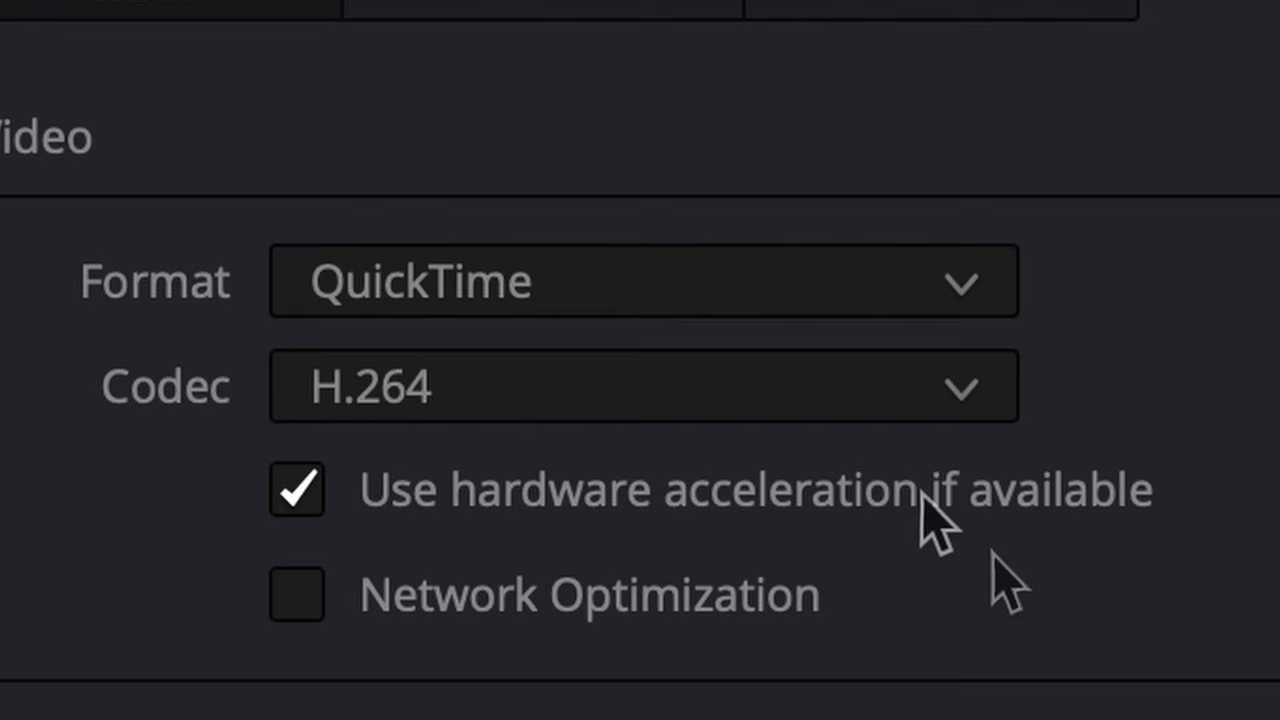 Video
Format QuickTime
Codec H.264
Use hardware acceleration if available
Network Optimization